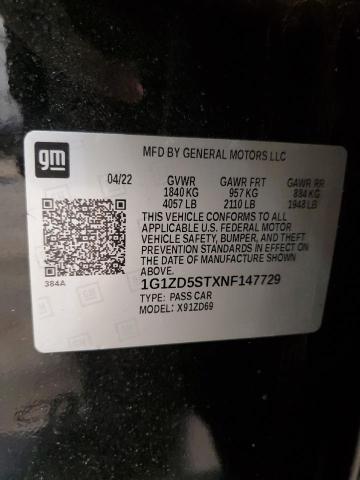 gm
MFD BY GENERAL MOTORS LLC
04/22 GVWR GAWR FRT GAWR RR
1840 KG 957 KG 884 KG
4057 LB 2110 LB 1948 LB
THIS VEHICLE CONFORMS TO ALL
APPLICABLE U.S. FEDERAL MOTOR
VEHICLE SAFETY, BUMPER, AND THEFT
PREVENTION STANDARDS IN EFFECT ON
THE DATE OF MANUFACTURE SHOWN
ABOVE.
384A
1G1ZD5STXNF147729
TYPE: PASS CAR
MODEL: X91ZD69